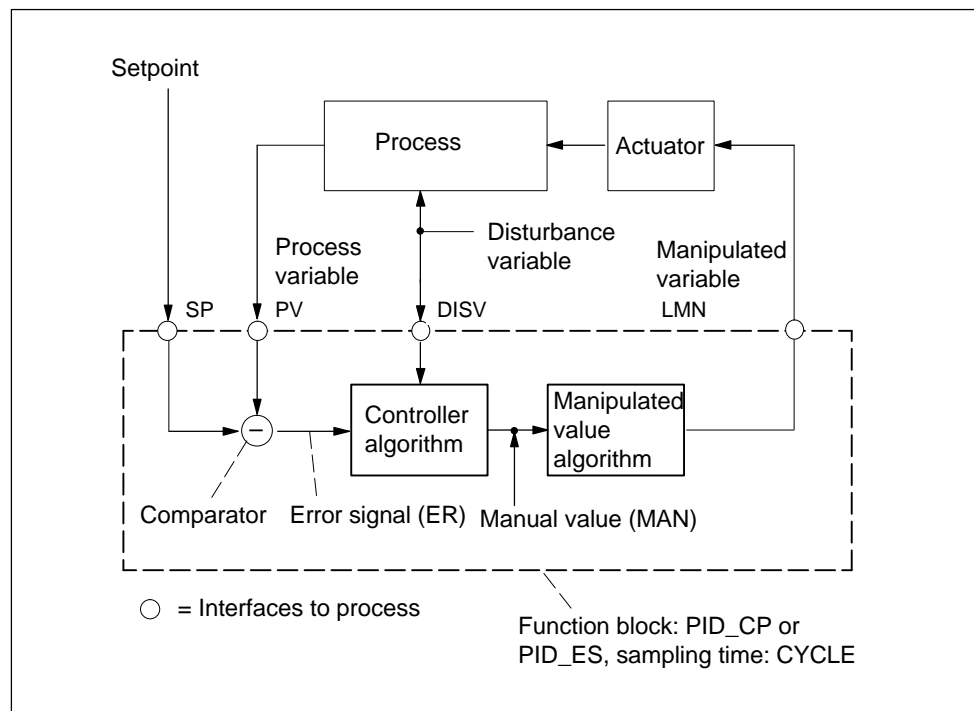 Setpoint
Process
Actuator
Process
variable
Disturbance
variable
Manipulated
variable
SP
PV
DISV
LMN
Controller
algorithm
Manipulated
value
algorithm
−
Comparator
Error signal (ER)
Manual value (MAN)
= Interfaces to process
Function block: PID_CP or
PID_ES, sampling time: CYCLE